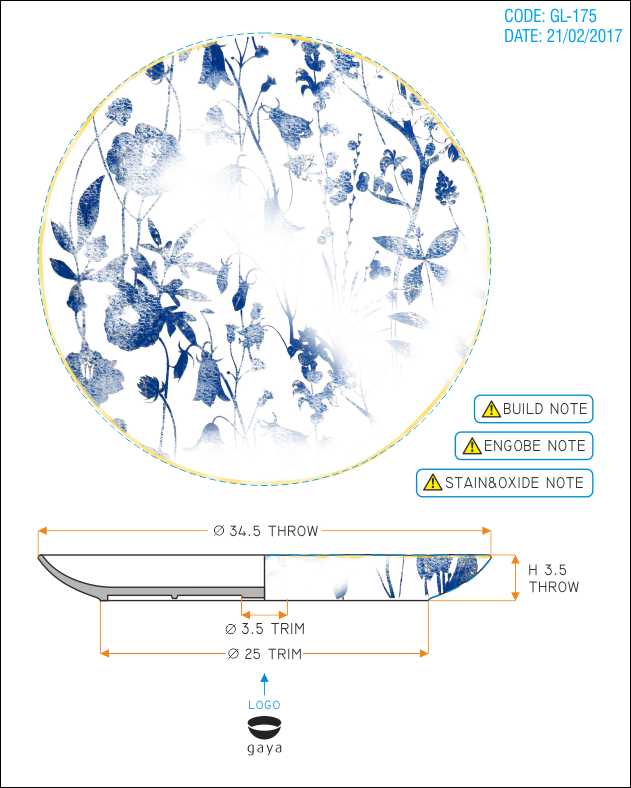 CODE: GL-175
DATE: 21/02/2017
BUILD NOTE
ENGOBE NOTE
STAIN&OXIDE NOTE
Ø 34.5 THROW
H 3.5
THROW
Ø 3.5 TRIM
Ø 25 TRIM
LOGO
gaya